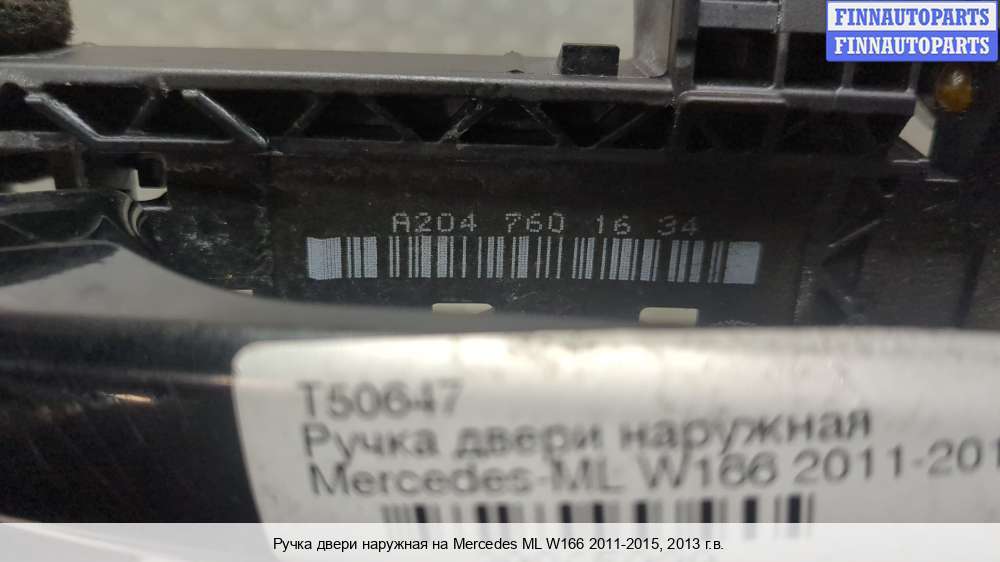 FINNAUTOPARTS
FINNAUTOPARTS
A204 760 16 34
T50647
Ручка двери наружная
Mercedes-ML W166 2011-201
Ручка двери наружная на Mercedes ML W166 2011-2015, 2013 г.в.